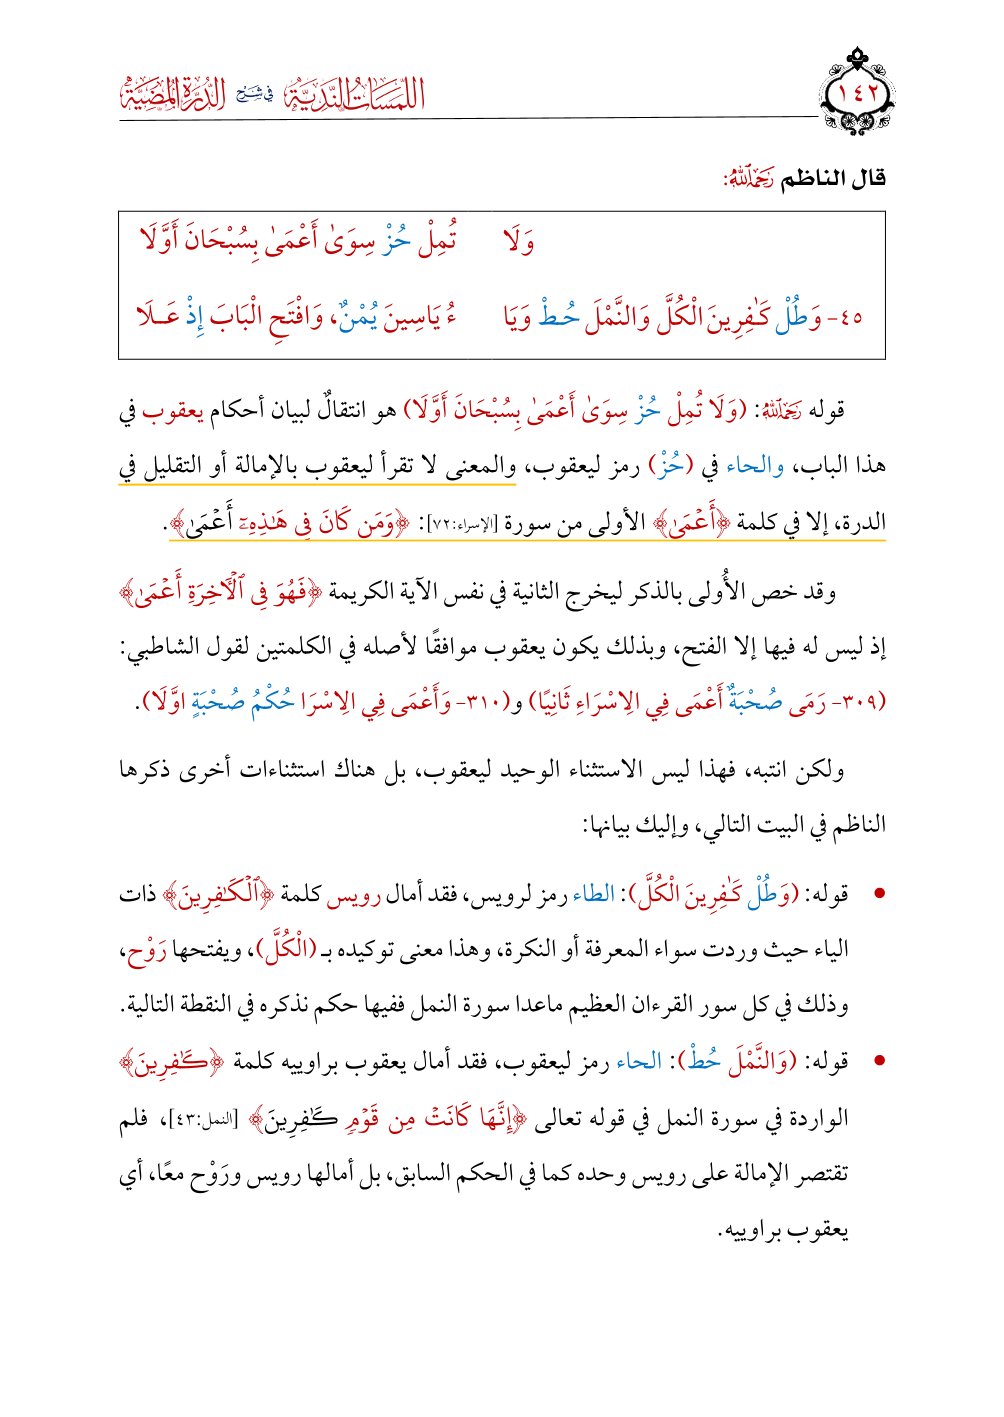 ١٤٢
اللمسات الندية في شرح الدرة المضية
قال الناظم رَحِمَهُ ٱللَّهُ:
وَلَا تُمِلْ حُزْ سِوَىٰ أَعْمَىٰ بِسُبْحَانَ أَوَّلَا
٤٥- وَطُلْ كَـٰفِرِينَ الْكُلَّ وَالنَّمْلَ حُـطْ وَيَا ءُ يَاسِينَ يُمْنٌ، وَافْتَحِ الْبَابَ إِذْ عَــلَا
قوله رَحِمَهُ ٱللَّهُ: (وَلَا تُمِلْ حُزْ سِوَىٰ أَعْمَىٰ بِسُبْحَانَ أَوَّلَا) هو انتقالٌ لبيان أحكام يعقوب في
هذا الباب، والحاء في (حُزْ) رمز ليعقوب، والمعنى لا تقرأ ليعقوب بالإمالة أو التقليل في
الدرة، إلا في كلمة ﴿أَعۡمَىٰ﴾ الأولى من سورة [الإسراء:٧٢]: ﴿وَمَن كَانَ فِى هَـٰذِهِۦٓ أَعۡمَىٰ﴾.
وقد خص الأُولى بالذكر ليخرج الثانية في نفس الآية الكريمة ﴿فَهُوَ فِى ٱلۡأَخِرَةِ أَعۡمَىٰ﴾
إذ ليس له فيها إلا الفتح، وبذلك يكون يعقوب موافقًا لأصله في الكلمتين لقول الشاطبي:
(٣٠٩- رَمَى صُحْبَةٌ أَعْمَى فِي الِاسْرَاءِ ثَانِيًا) و(٣١٠- وَأَعْمَى فِي الِاسْرَا حُكْمُ صُحْبَةٍ اوَّلَا).
ولكن انتبه، فهذا ليس الاستثناء الوحيد ليعقوب، بل هناك استثناءات أخرى ذكرها
الناظم في البيت التالي، وإليك بيانها:
• قوله: (وَطُلْ كَـٰفِرِينَ الْكُلَّ): الطاء رمز لرويس، فقد أمال رويس كلمة ﴿ٱلۡكَـٰفِرِينَ﴾ ذات
الياء حيث وردت سواء المعرفة أو النكرة، وهذا معنى توكيده بـ (الْكُلَّ)، ويفتحها رَوْح،
وذلك في كل سور القرءان العظيم ماعدا سورة النمل ففيها حكم نذكره في النقطة التالية.
• قوله: (وَالنَّمْلَ حُطْ): الحاء رمز ليعقوب، فقد أمال يعقوب براوييه كلمة ﴿كَـٰفِرِينَ﴾
الواردة في سورة النمل في قوله تعالى ﴿إِنَّهَا كَانَتۡ مِن قَوۡمٖ كَـٰفِرِينَ﴾ [النمل:٤٣]، فلم
تقتصر الإمالة على رويس وحده كما في الحكم السابق، بل أمالها رويس ورَوْح معًا، أي
يعقوب براوييه.